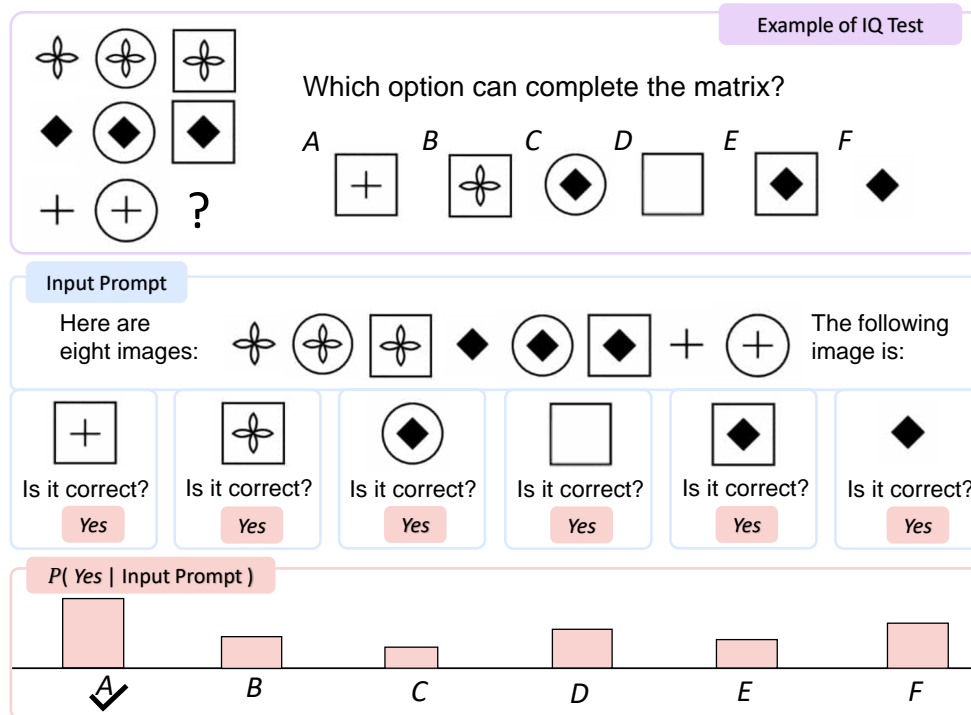 Example of IQ Test
Which option can complete the matrix?
A B C D E F
?
Input Prompt
Here are
eight images:
The following
image is:
Is it correct? Is it correct? Is it correct? Is it correct? Is it correct? Is it correct?
Yes Yes Yes Yes Yes Yes
P( Yes | Input Prompt )
A B C D E F